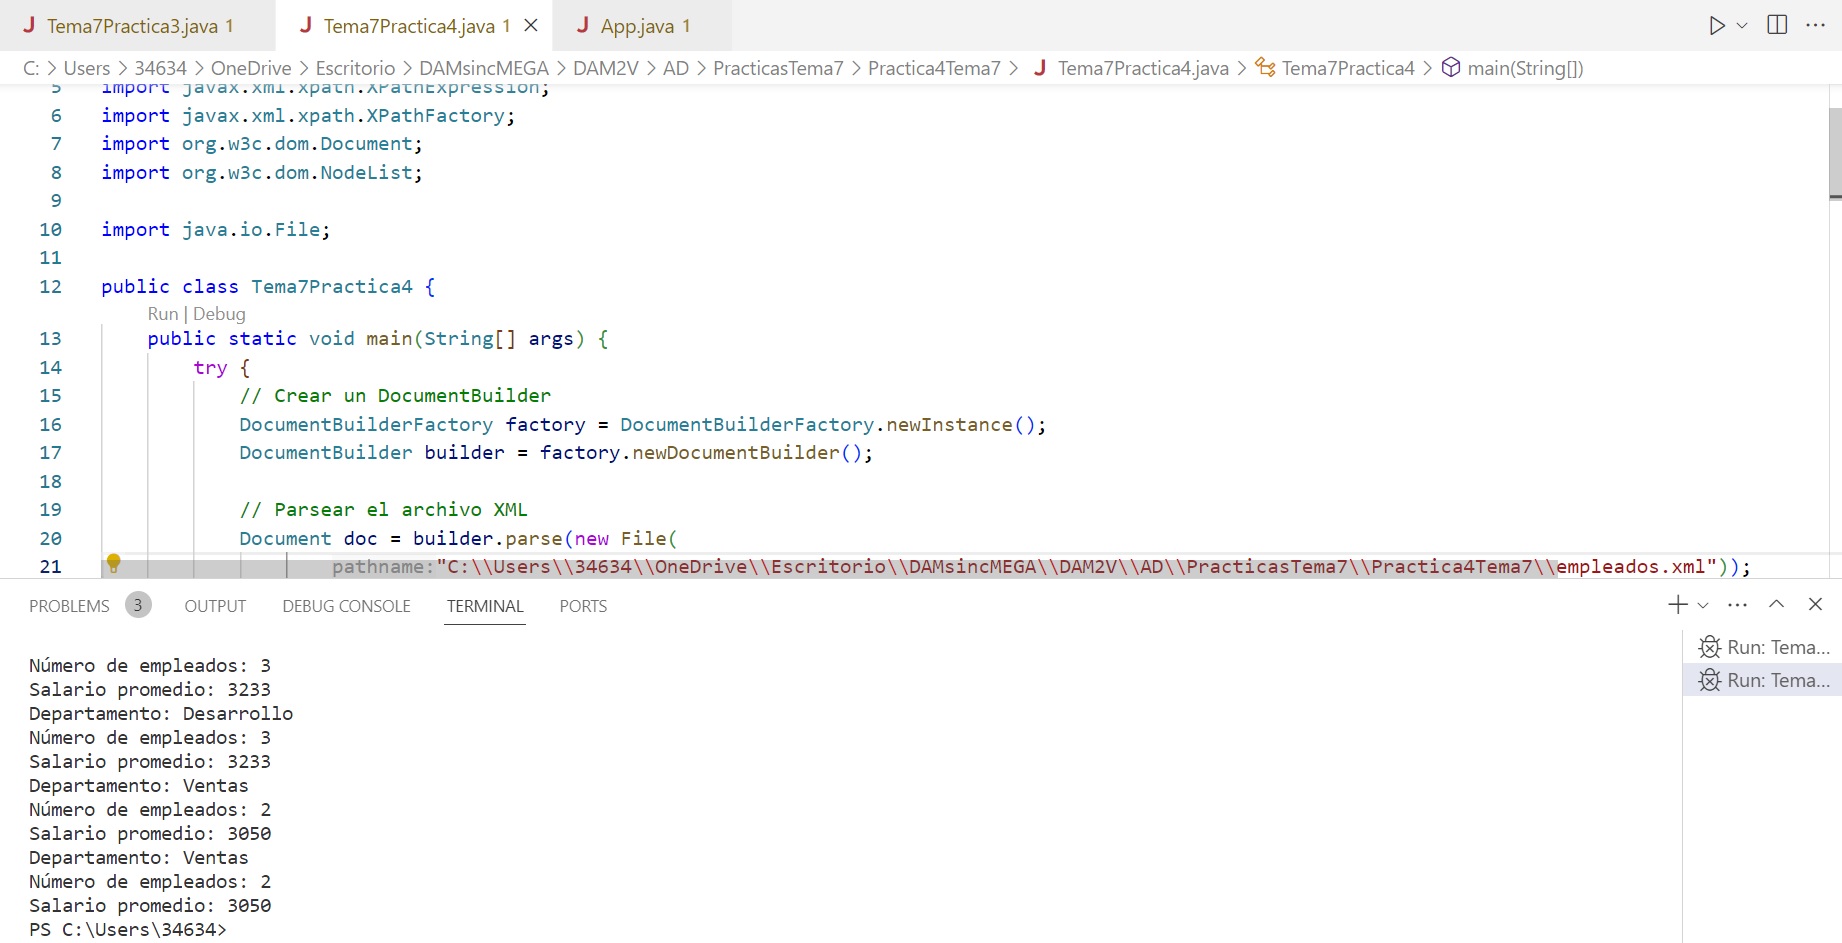 J Tema7Practica3.java 1 J Tema7Practica4.java 1 J App.java 1
C: > Users > 34634 > OneDrive > Escritorio > DAMsincMEGA > DAM2V > AD > PracticasTema7 > Practica4Tema7 > J Tema7Practica4.java > Tema7Practica4 > main(String[])
5 import javax.xml.xpath.XPathExpression;
6 import javax.xml.xpath.XPathFactory;
7 import org.w3c.dom.Document;
8 import org.w3c.dom.NodeList;
9
10 import java.io.File;
11
12 public class Tema7Practica4 {
Run | Debug
13 public static void main(String[] args) {
14 try {
15 // Crear un DocumentBuilder
16 DocumentBuilderFactory factory = DocumentBuilderFactory.newInstance();
17 DocumentBuilder builder = factory.newDocumentBuilder();
18
19 // Parsear el archivo XML
20 Document doc = builder.parse(new File(
21 pathname:"C:\\Users\\34634\\OneDrive\\Escritorio\\DAMsincMEGA\\DAM2V\\AD\\PracticasTema7\\Practica4Tema7\\empleados.xml"));
PROBLEMS 3 OUTPUT DEBUG CONSOLE TERMINAL PORTS
Run: Tema...
Run: Tema...
Número de empleados: 3
Salario promedio: 3233
Departamento: Desarrollo
Número de empleados: 3
Salario promedio: 3233
Departamento: Ventas
Número de empleados: 2
Salario promedio: 3050
Departamento: Ventas
Número de empleados: 2
Salario promedio: 3050
PS C:\Users\34634>